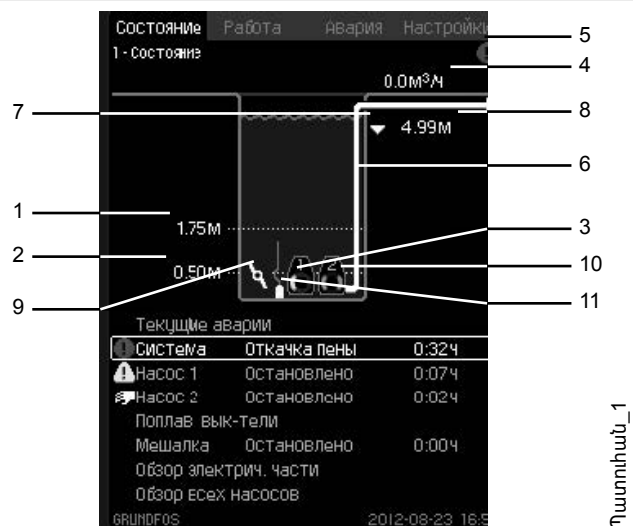 Состояние Работа Авария Настройки
1 - Состояние
0.0м³/ч
4.99м
1.75м
0.50м
1 2
Текущие аварии
Система Откачка пены 0:32ч
Насос 1 Остановлено 0:07ч
Насос 2 Остановлено 0:02ч
Поплав вык-тели
Мешалка Остановлено 0:00ч
Обзор электрич. части
Обзор всех насосов
GRUNDFOS 2012-08-23 16:5
5
4
7
8
6
1
3
2
10
9
11
Պատուհան_1